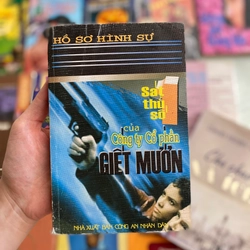 HỒ SƠ HÌNH SỰ
Sát
thủ số 1
của
Công ty Cổ phần
GIẾT MƯỚN
NHÀ XUẤT BẢN CÔNG AN NHÂN DÂN